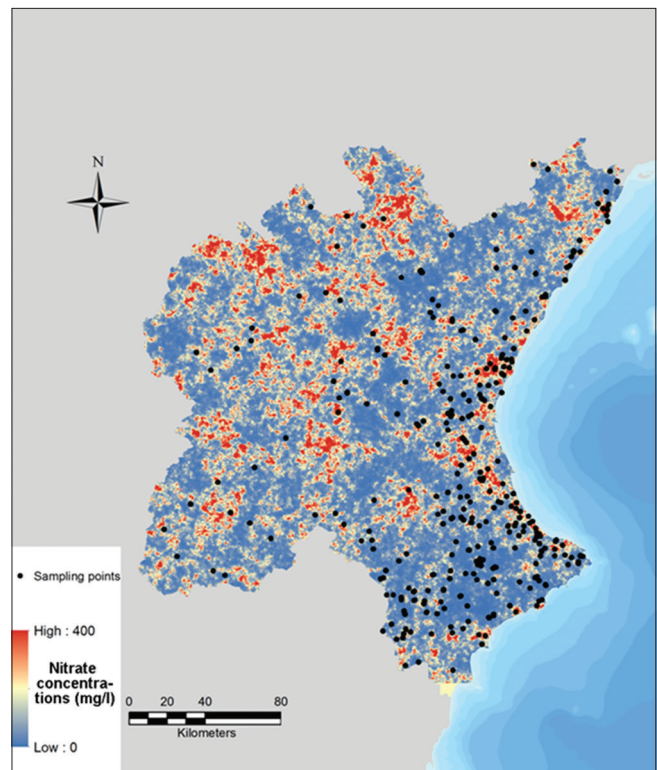 N
Sampling points
High : 400
Nitrate
concentra-
tions (mg/l)
Low : 0
0 20 40 80
Kilometers